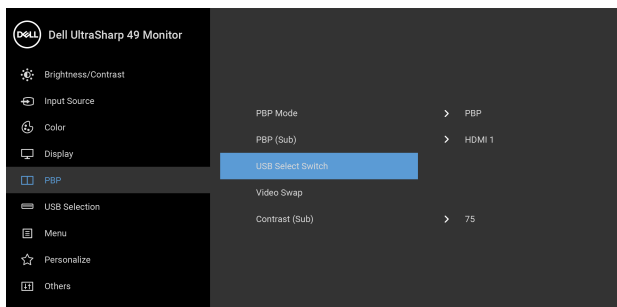 DELL Dell UltraSharp 49 Monitor
Brightness/Contrast
Input Source
Color
Display
PBP
USB Selection
Menu
Personalize
Others
PBP Mode PBP
PBP (Sub) HDMI 1
USB Select Switch
Video Swap
Contrast (Sub) 75